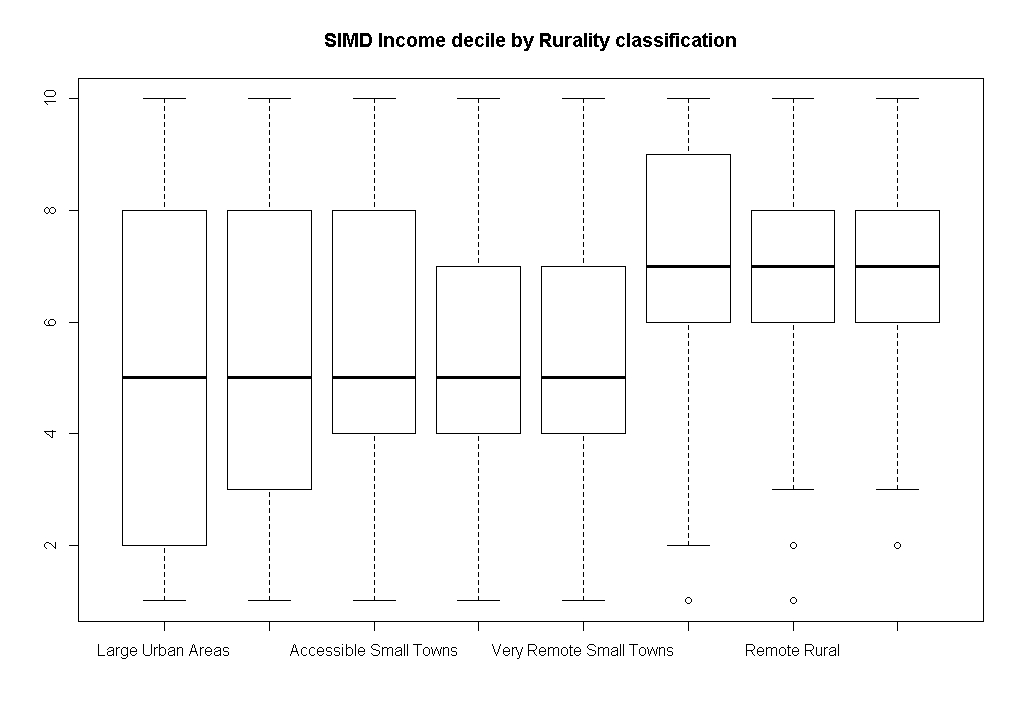 SIMD Income decile by Rurality classification
10
8
6
4
2
Large Urban Areas
Accessible Small Towns
Very Remote Small Towns
Remote Rural